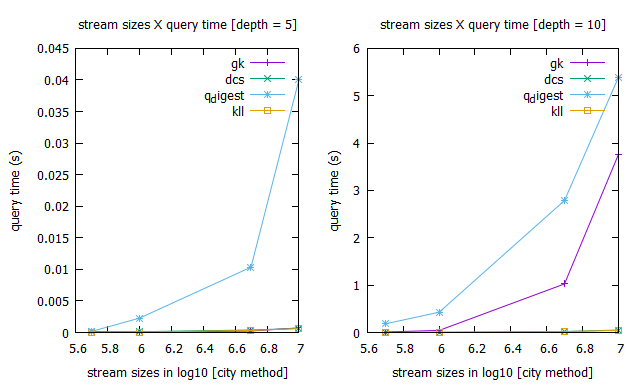 stream sizes X query time [depth = 5]
0.045
0.04
0.035
0.03
0.025
0.02
0.015
0.01
0.005
0
5.6 5.8 6 6.2 6.4 6.6 6.8 7
query time (s)
stream sizes in log10 [city method]
gk
dcs
qdigest
kll
stream sizes X query time [depth = 10]
6
5
4
3
2
1
0
5.6 5.8 6 6.2 6.4 6.6 6.8 7
query time (s)
stream sizes in log10 [city method]
gk
dcs
qdigest
kll